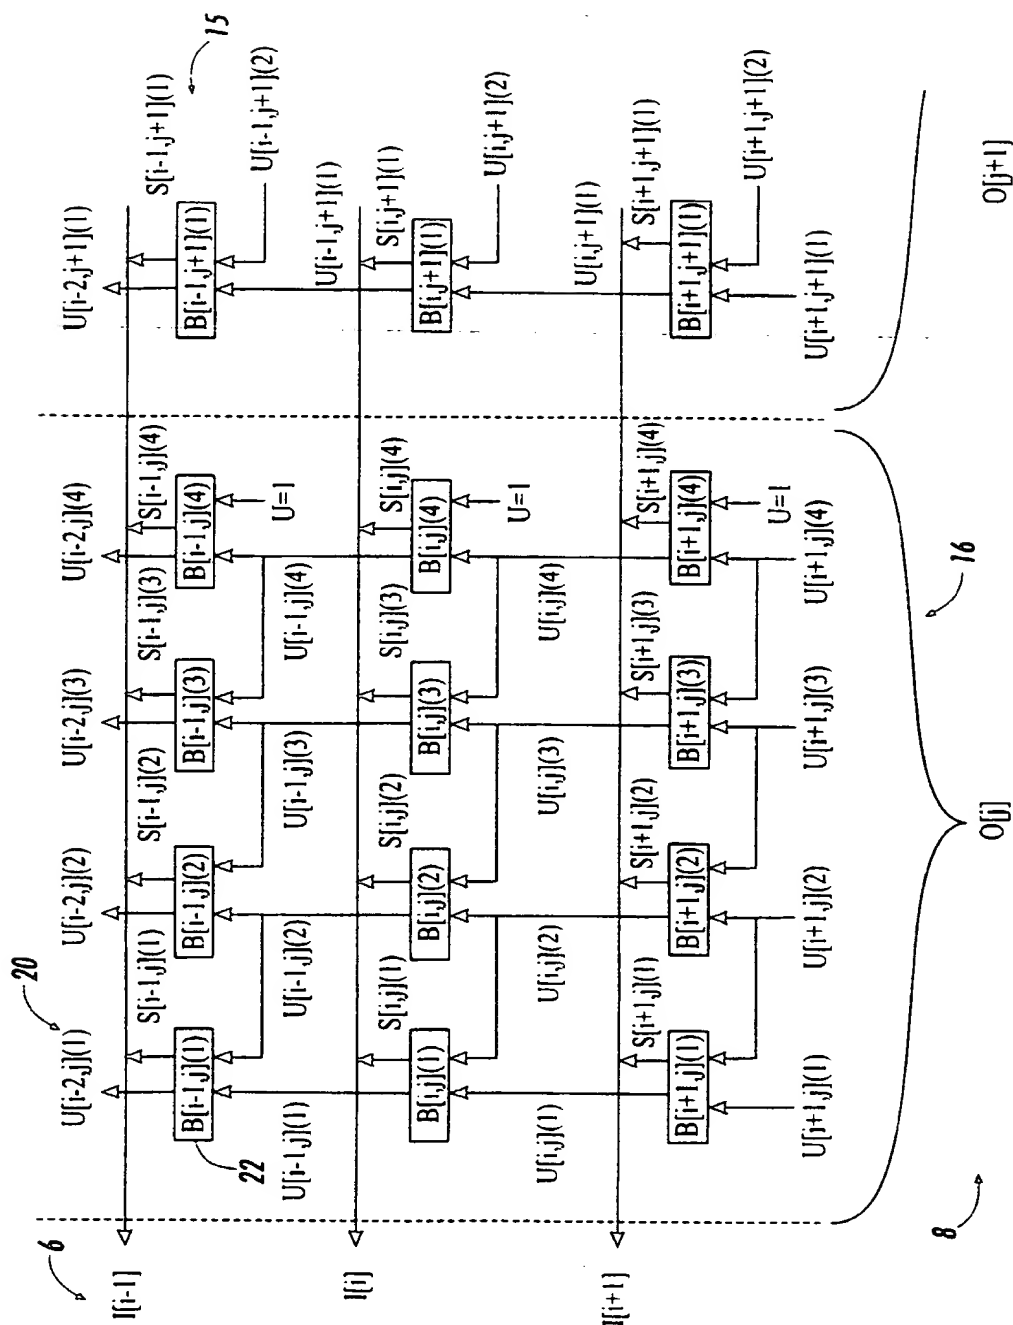 6
20
U[i-2,j](1)
U[i-2,j](2)
U[i-2,j](3)
U[i-2,j](4)
U[i-2,j+1](1)
I[i-1]
S[i-1,j](1)
S[i-1,j](2)
S[i-1,j](3)
S[i-1,j](4)
S[i-1,j+1](1)
15
B[i-1,j](1)
B[i-1,j](2)
B[i-1,j](3)
B[i-1,j](4)
B[i-1,j+1](1)
22
U[i-1,j+1](2)
U=1
U[i-1,j](1)
U[i-1,j](2)
U[i-1,j](3)
U[i-1,j](4)
U[i-1,j+1](1)
I[i]
S[i,j](1)
S[i,j](2)
S[i,j](3)
S[i,j](4)
S[i,j+1](1)
B[i,j](1)
B[i,j](2)
B[i,j](3)
B[i,j](4)
B[i,j+1](1)
U[i,j+1](2)
U=1
U[i,j](1)
U[i,j](2)
U[i,j](3)
U[i,j](4)
U[i,j+1](1)
I[i+1]
S[i+1,j](1)
S[i+1,j](2)
S[i+1,j](3)
S[i+1,j](4)
S[i+1,j+1](1)
B[i+1,j](1)
B[i+1,j](2)
B[i+1,j](3)
B[i+1,j](4)
B[i+1,j+1](1)
U[i+1,j+1](2)
U=1
U[i+1,j](1)
U[i+1,j](2)
U[i+1,j](3)
U[i+1,j](4)
U[i+1,j+1](1)
8
16
O[j]
O[j+1]